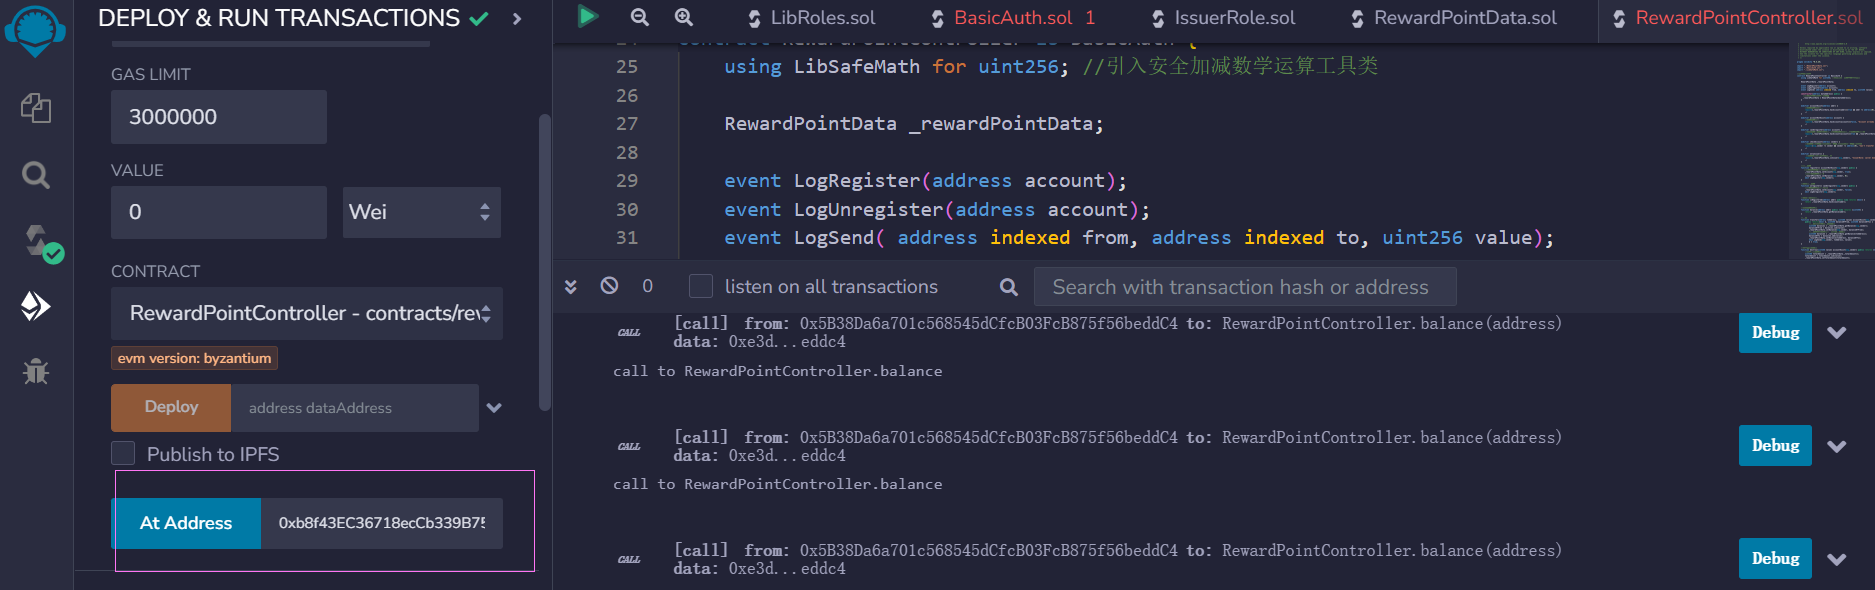 DEPLOY & RUN TRANSACTIONS
GAS LIMIT
3000000
VALUE
0
Wei
CONTRACT
RewardPointController - contracts/rev
evm version: byzantium
Deploy
address dataAddress
Publish to IPFS
At Address
0xb8f43EC36718ecCb339B75
LibRoles.sol
BasicAuth.sol 1
IssuerRole.sol
RewardPointData.sol
RewardPointController.sol
25 using LibSafeMath for uint256; //引入安全加减数学运算工具类
26
27 RewardPointData _rewardPointData;
28
29 event LogRegister(address account);
30 event LogUnregister(address account);
31 event LogSend( address indexed from, address indexed to, uint256 value);
0
listen on all transactions
Search with transaction hash or address
CALL [call] from: 0x5B38Da6a701c568545dCfcB03FcB875f56beddC4 to: RewardPointController.balance(address) Debug
data: 0xe3d...eddc4
call to RewardPointController.balance
CALL [call] from: 0x5B38Da6a701c568545dCfcB03FcB875f56beddC4 to: RewardPointController.balance(address) Debug
data: 0xe3d...eddc4
call to RewardPointController.balance
CALL [call] from: 0x5B38Da6a701c568545dCfcB03FcB875f56beddC4 to: RewardPointController.balance(address) Debug
data: 0xe3d...eddc4